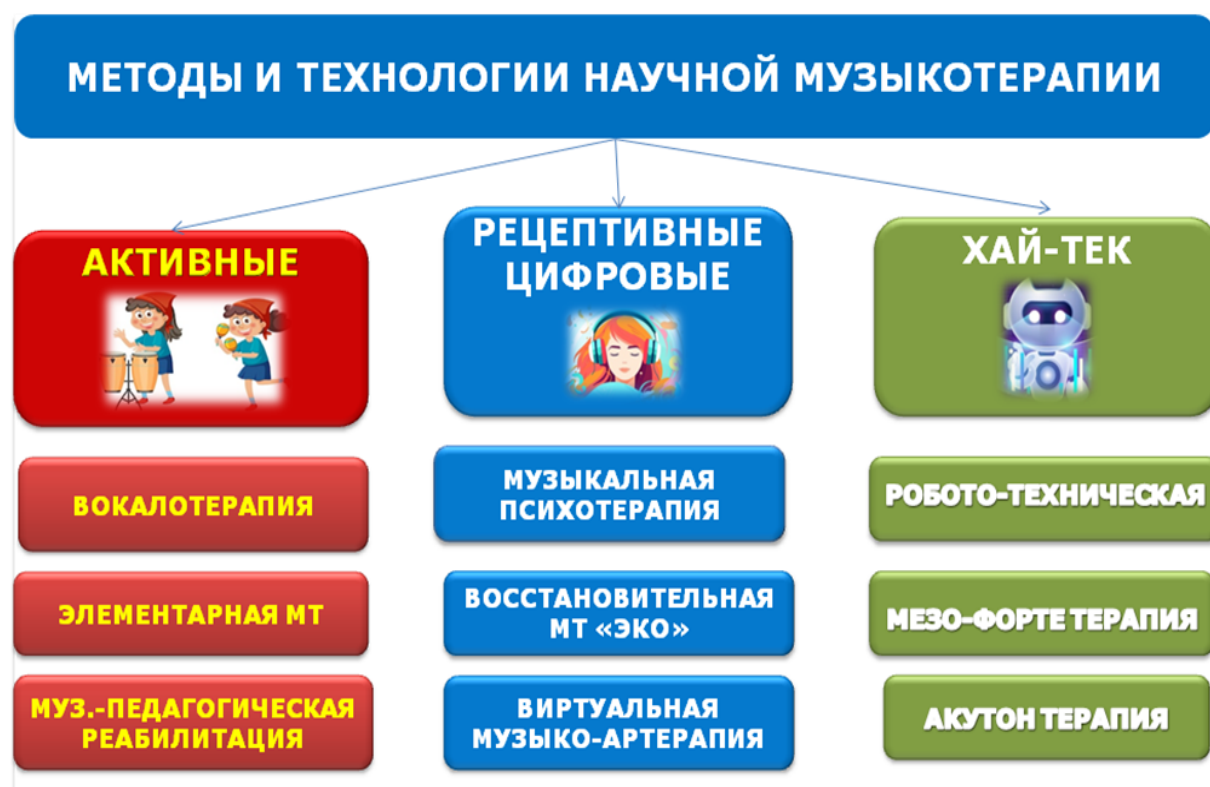 МЕТОДЫ И ТЕХНОЛОГИИ НАУЧНОЙ МУЗЫКОТЕРАПИИ
АКТИВНЫЕ
ВОКАЛОТЕРАПИЯ
ЭЛЕМЕНТАРНАЯ МТ
МУЗ.-ПЕДАГОГИЧЕСКАЯ
РЕАБИЛИТАЦИЯ
РЕЦЕПТИВНЫЕ
ЦИФРОВЫЕ
МУЗЫКАЛЬНАЯ
ПСИХОТЕРАПИЯ
ВОССТАНОВИТЕЛЬНАЯ
МТ «ЭКО»
ВИРТУАЛЬНАЯ
МУЗЫКО-АРТЕРАПИЯ
ХАЙ-ТЕК
РОБОТО-ТЕХНИЧЕСКАЯ
МЕЗО-ФОРТЕ ТЕРАПИЯ
АКУТОН ТЕРАПИЯ